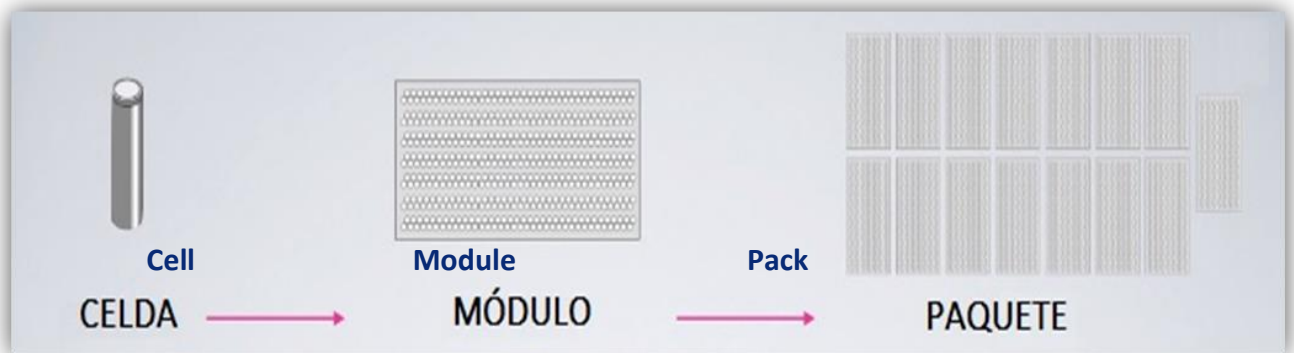 Cell
Module
Pack
CELDA
MÓDULO
PAQUETE